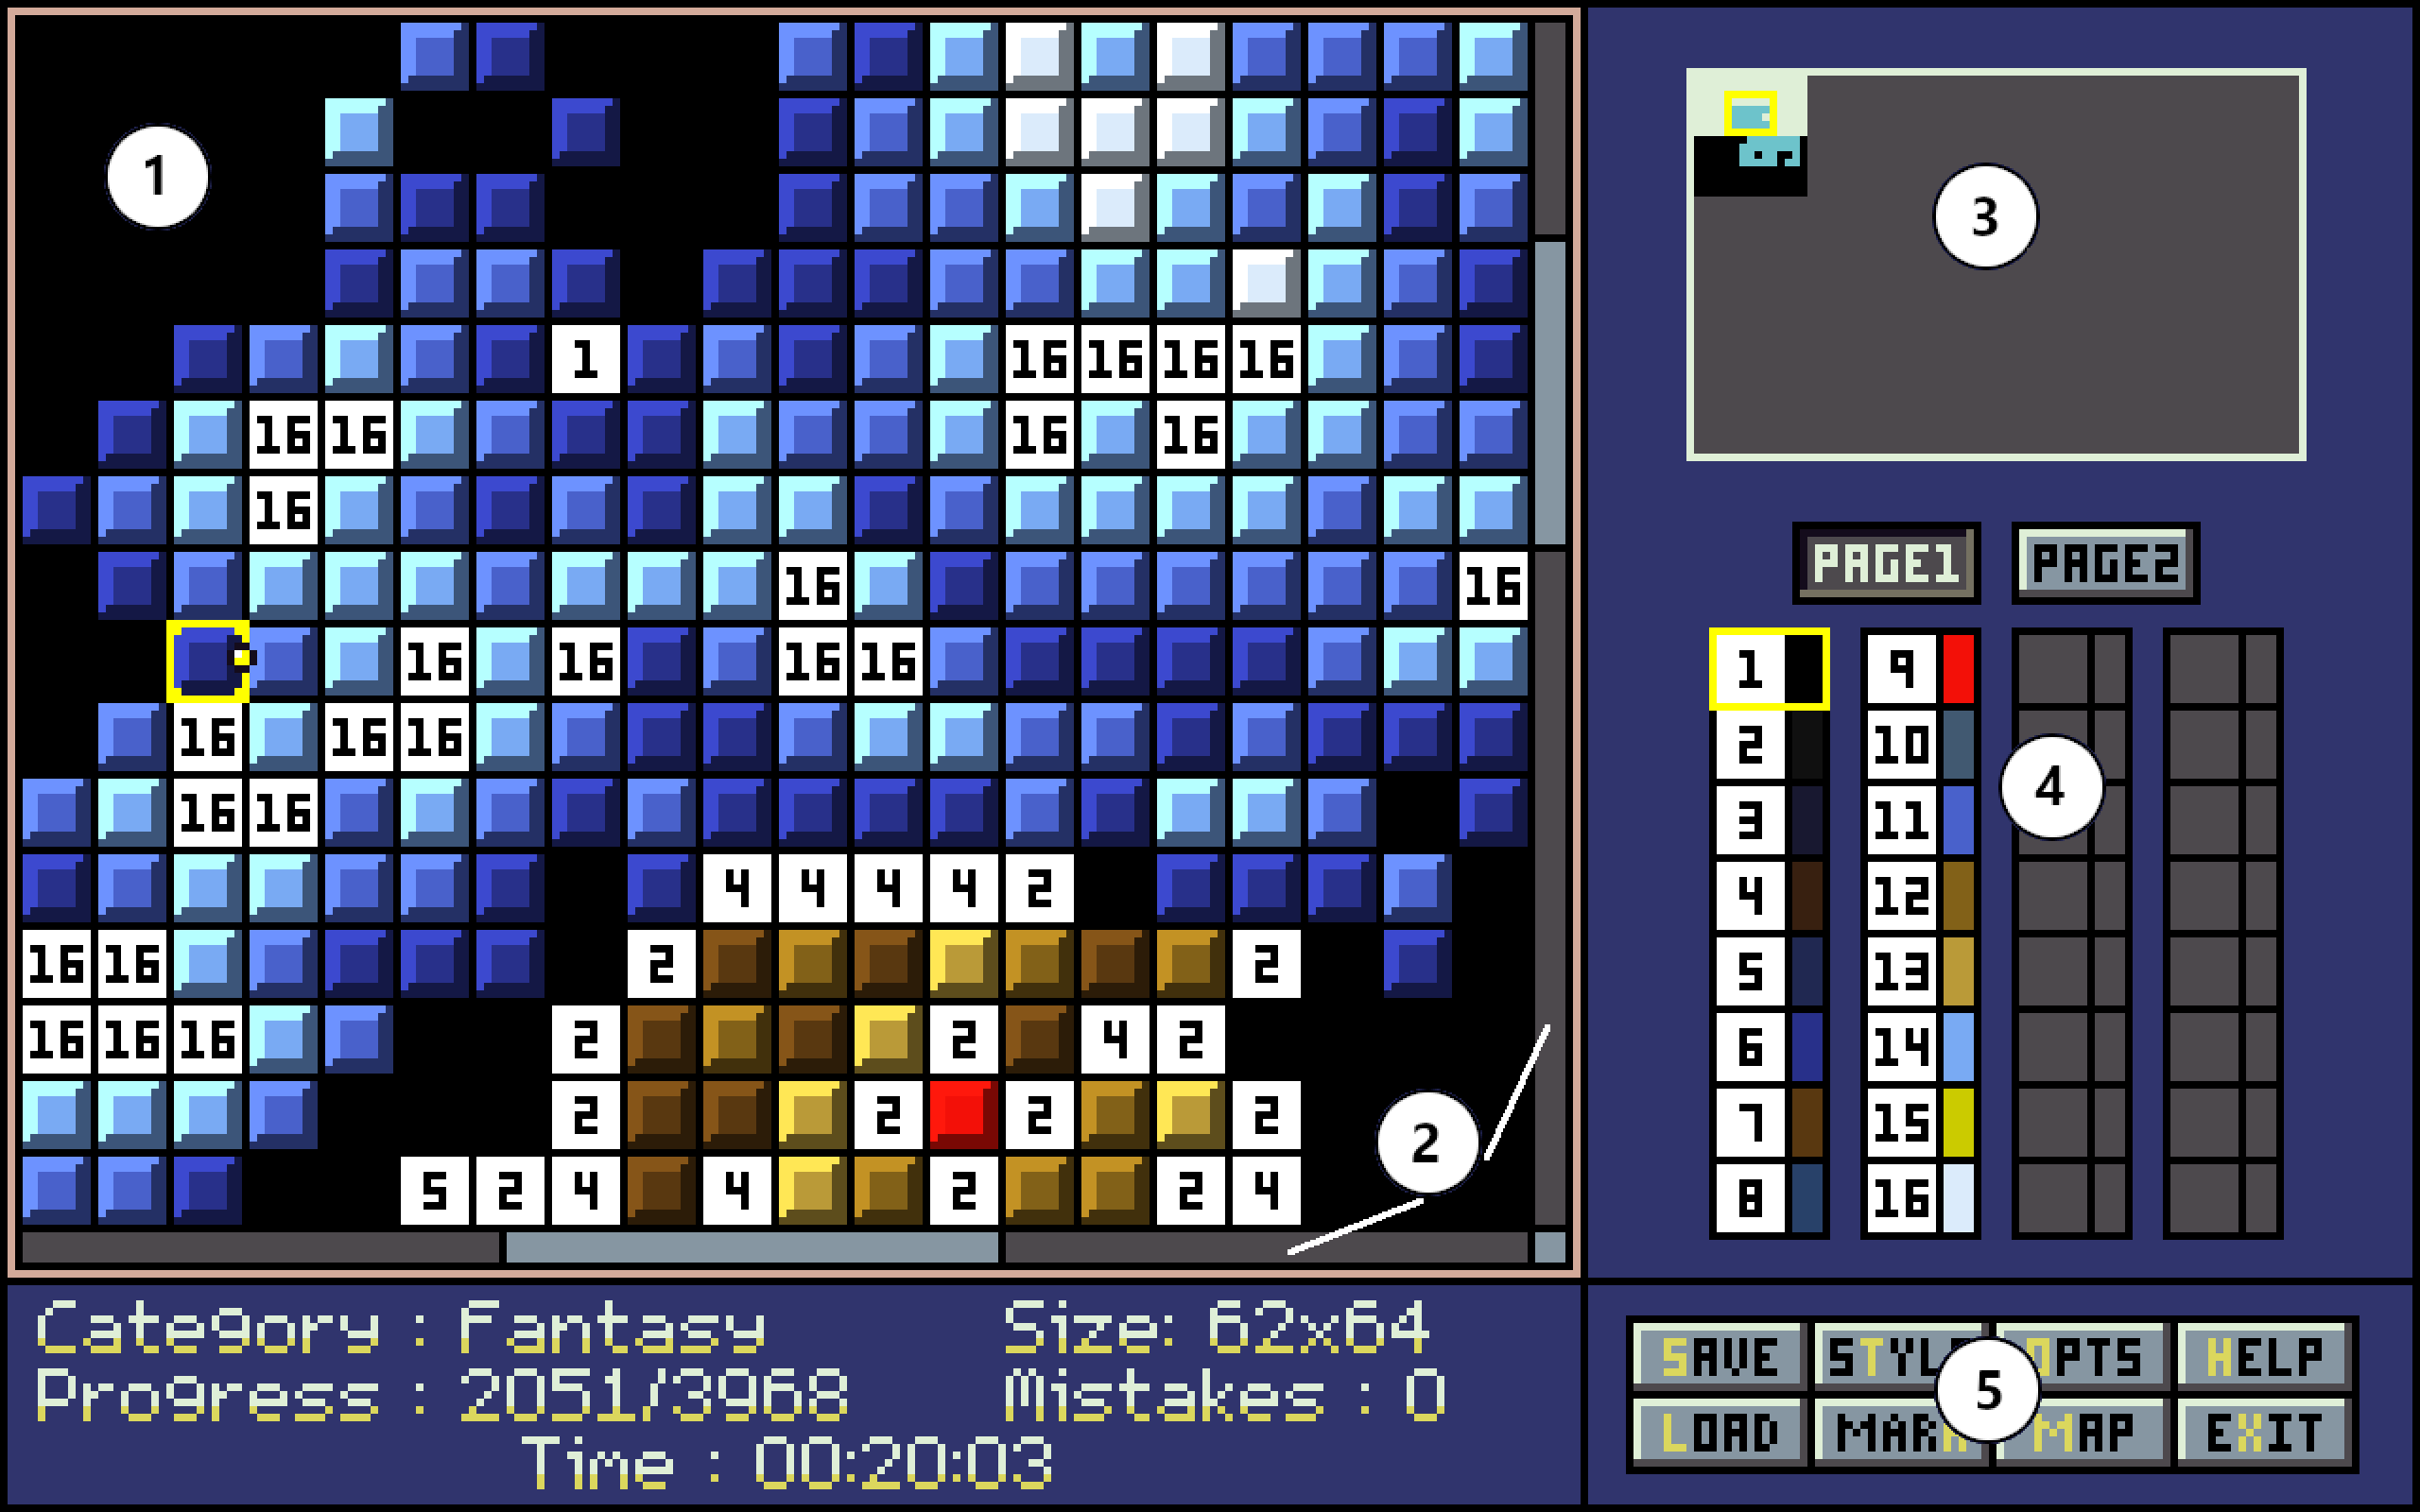 1
1
16 16 16 16
16 16 16 16
16
16 16
16 16 16 16
16 16 16
16 16
4 4 4 4 2
16 16 2 2
16 16 16 2 2 4 2
2 2 2 2
5 2 4 4 2 2 4
2
3
PAGE1 PAGE2
1 9
2 10
3 11
4 12
5 13
6 14
7 15
8 16
4
Category : Fantasy Size: 62x64
Progress : 2051/3968 Mistakes : 0
Time : 00:20:03
SAVE STYL OPTS HELP
5
LOAD MARK MAP EXIT